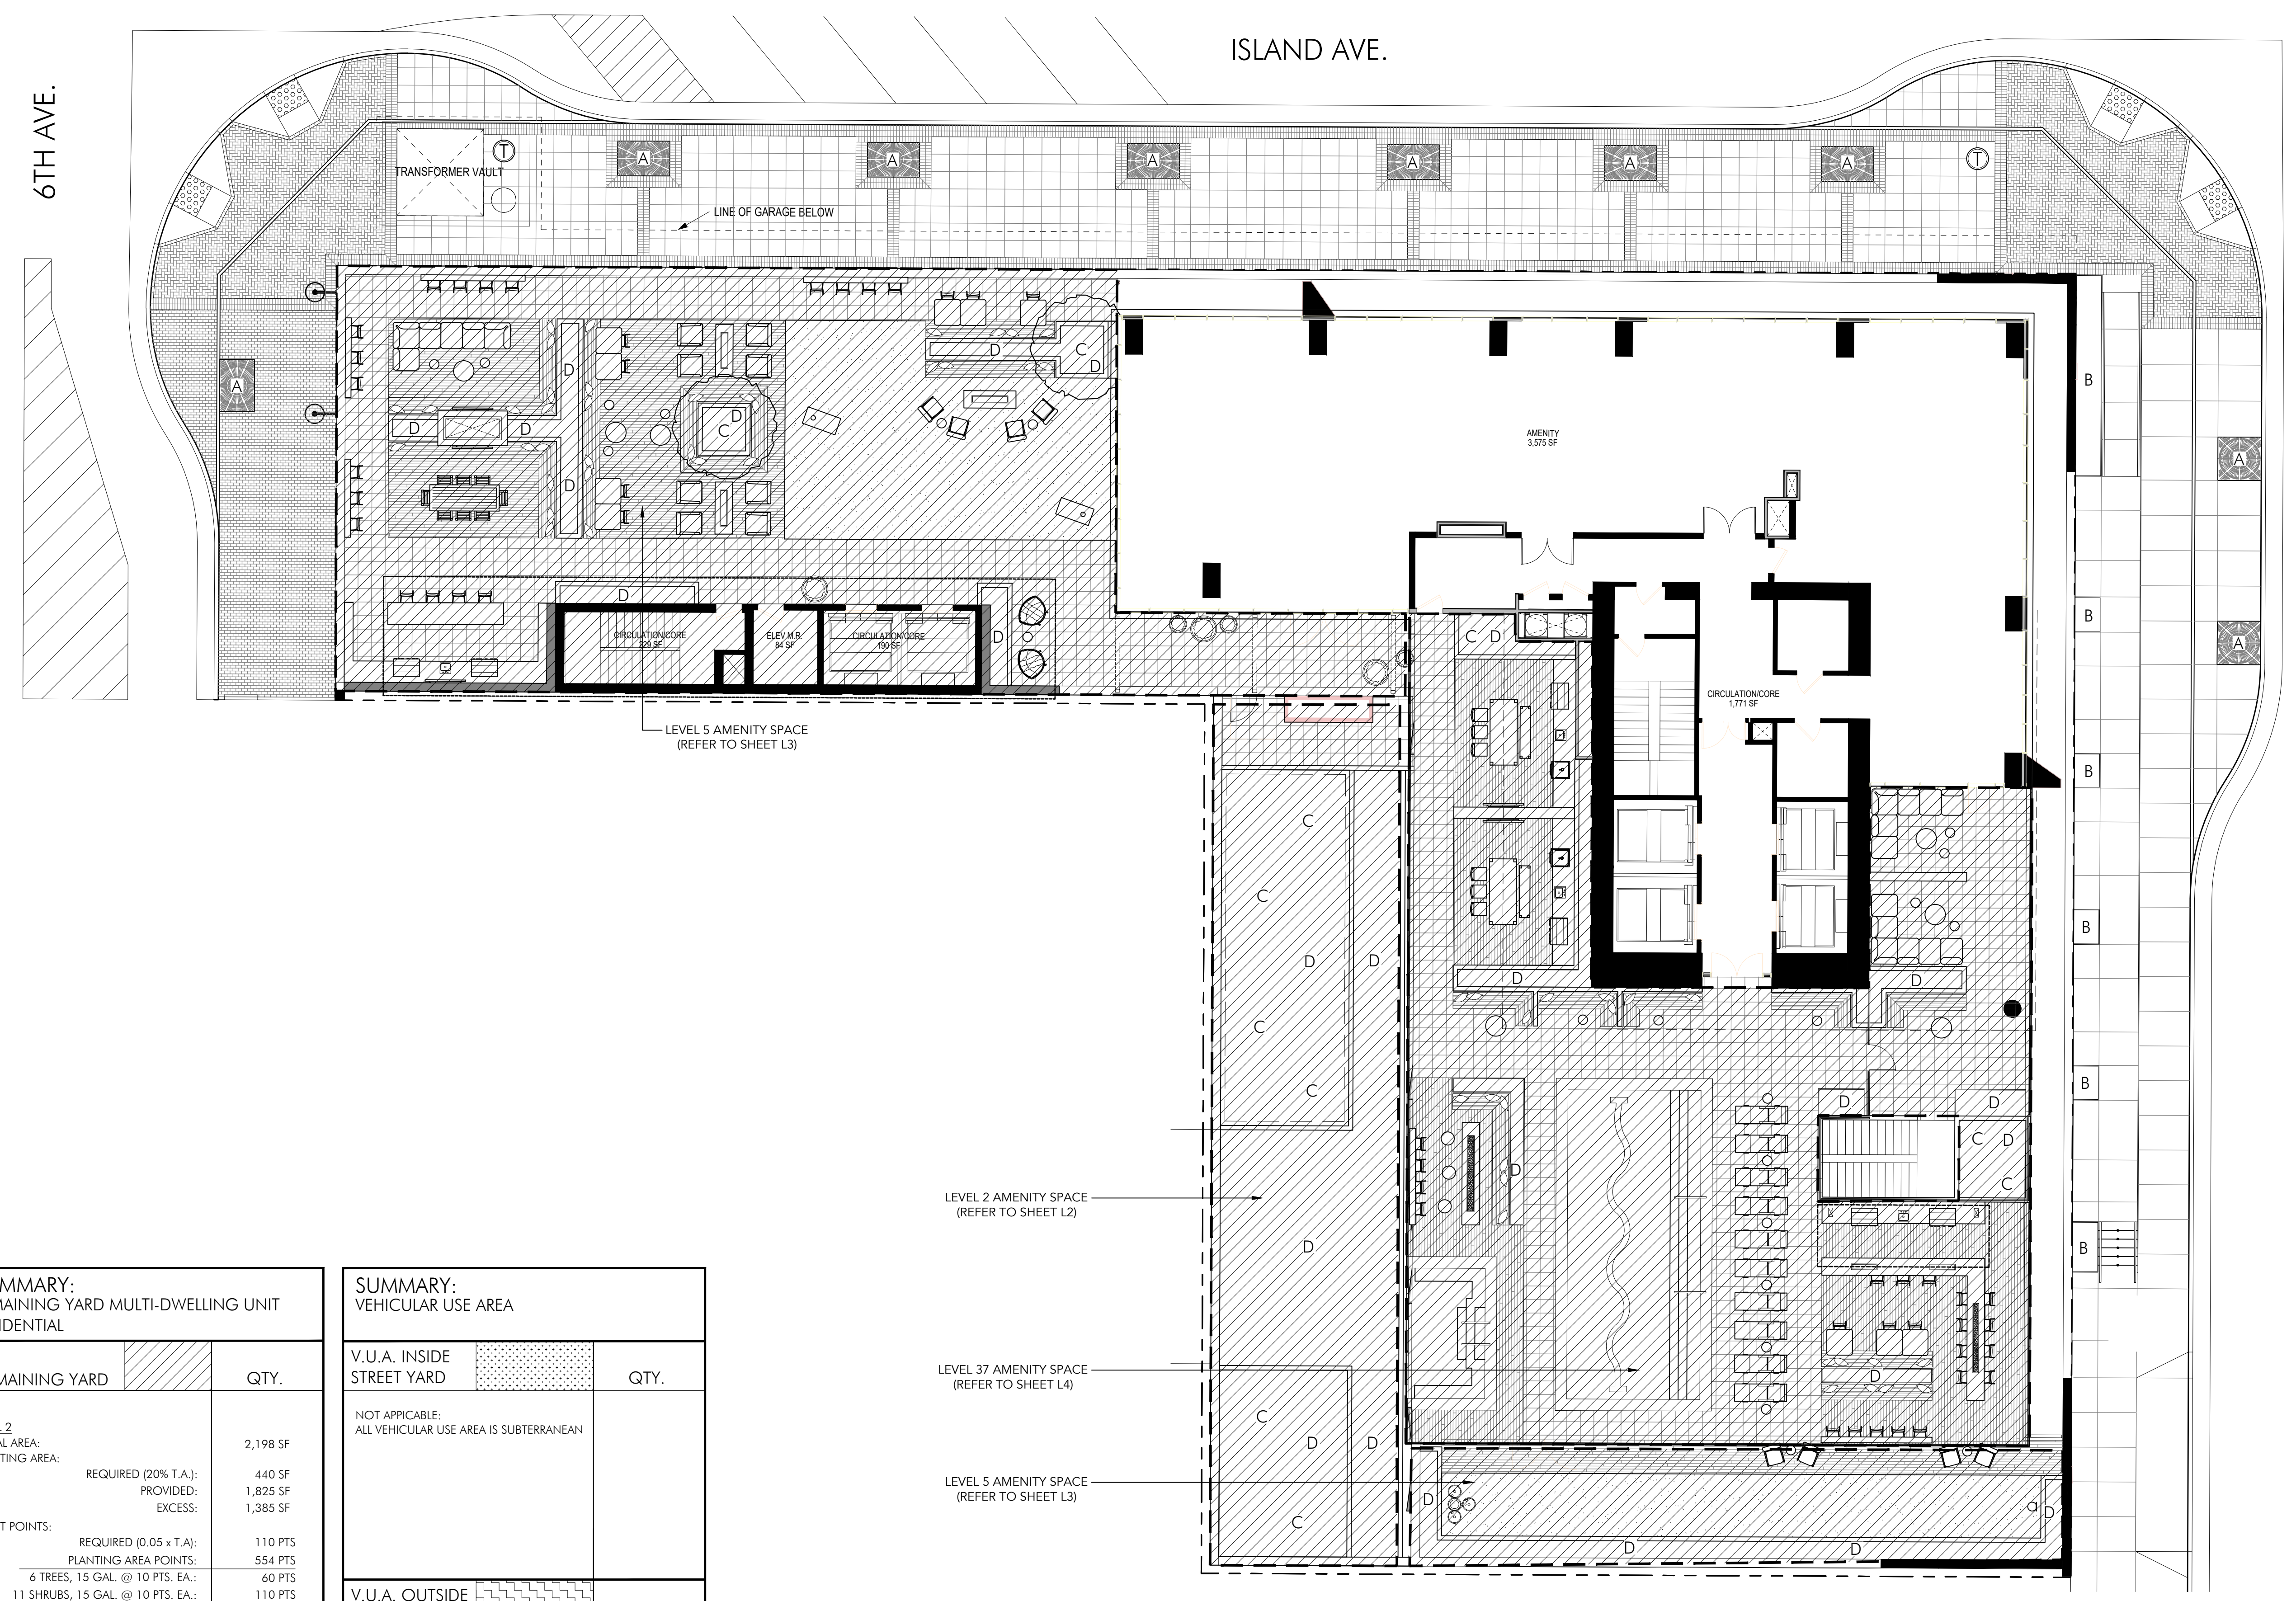 ISLAND AVE.
6TH AVE.
T
T
TRANSFORMER VAULT
A
A
A
A
A
A
LINE OF GARAGE BELOW
A
D
D
D
D
D
C
D
D
C
D
B
A
AMENITY
3,575 SF
D
CIRCULATION/CORE
229 SF
ELEV M.R.
84 SF
CIRCULATION/CORE
190 SF
D
C D
B
A
CIRCULATION/CORE
1,771 SF
LEVEL 5 AMENITY SPACE
(REFER TO SHEET L3)
B
C
C
D
D
D
D
B
C
C
B
D
D
C D
C
D
LEVEL 2 AMENITY SPACE
(REFER TO SHEET L2)
D
B
LEVEL 37 AMENITY SPACE
(REFER TO SHEET L4)
D
C
D
D
LEVEL 5 AMENITY SPACE
(REFER TO SHEET L3)
D
D
C
D
D
MMARY:
MAINING YARD MULTI-DWELLING UNIT
IDENTIAL
MAINING YARD
QTY.
L 2
AL AREA: 2,198 SF
TING AREA:
REQUIRED (20% T.A.): 440 SF
PROVIDED: 1,825 SF
EXCESS: 1,385 SF
T POINTS:
REQUIRED (0.05 x T.A): 110 PTS
PLANTING AREA POINTS: 554 PTS
6 TREES, 15 GAL. @ 10 PTS. EA.: 60 PTS
11 SHRUBS, 15 GAL. @ 10 PTS. EA.: 110 PTS
SUMMARY:
VEHICULAR USE AREA
V.U.A. INSIDE
STREET YARD
QTY.
NOT APPICABLE:
ALL VEHICULAR USE AREA IS SUBTERRANEAN
V.U.A. OUTSIDE